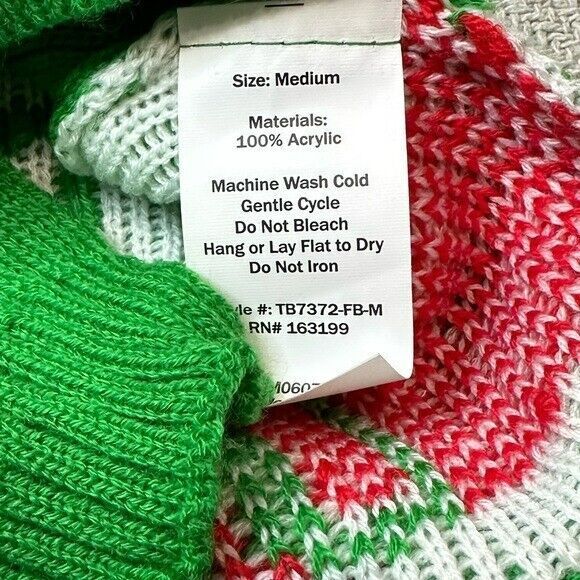 Size: Medium
Materials:
100% Acrylic
Machine Wash Cold
Gentle Cycle
Do Not Bleach
Hang or Lay Flat to Dry
Do Not Iron
#: TB7372-FB-M
RN# 163199